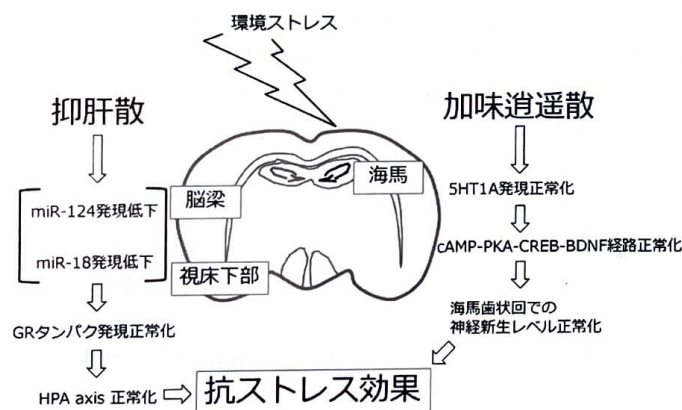 環境ストレス
抑肝散
加味逍遥散
miR-124発現低下
脳梁
海馬
5HT1A発現正常化
miR-18発現低下
視床下部
cAMP-PKA-CREB-BDNF経路正常化
GRタンパク発現正常化
海馬歯状回での
神経新生レベル正常化
HPA axis 正常化
抗ストレス効果